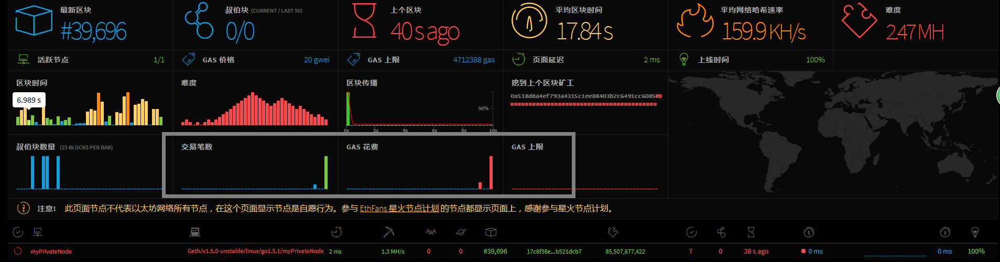 最新区块
#39,696
叔伯块 (CURRENT / LAST 50)
0/0
上个区块
40 s ago
平均区块时间
17.84 s
平均网络哈希速率
159.9 KH/s
难度
2.47 MH
活跃节点 1/1
GAS 价格 20 gwei
GAS 上限 4712388 gas
页面延迟 2 ms
上线时间 100%
区块时间
6.989 s
难度
区块传播
50%
0s 2s 4s 6s 8s 10s
挖到上个区块矿工
叔伯块数量 (25 BLOCKS PER BAR)
交易笔数
GAS 花费
GAS 上限
注意! 此页面节点不代表以太坊网络所有节点，在这个页面显示节点是自愿行为。参与 EthFans 星火节点计划 的节点都显示页面上，感谢参与星火节点计划。
myPrivateNode Geth/v1.5.0-unstable/linux/go1.5.1/myPrivateNode 2 ms 1.3 MH/s 0 0 #39,696 17c8f38e...b521dcb7 85,507,877,422 7 0 38 s ago 0 ms 0 ms 100%